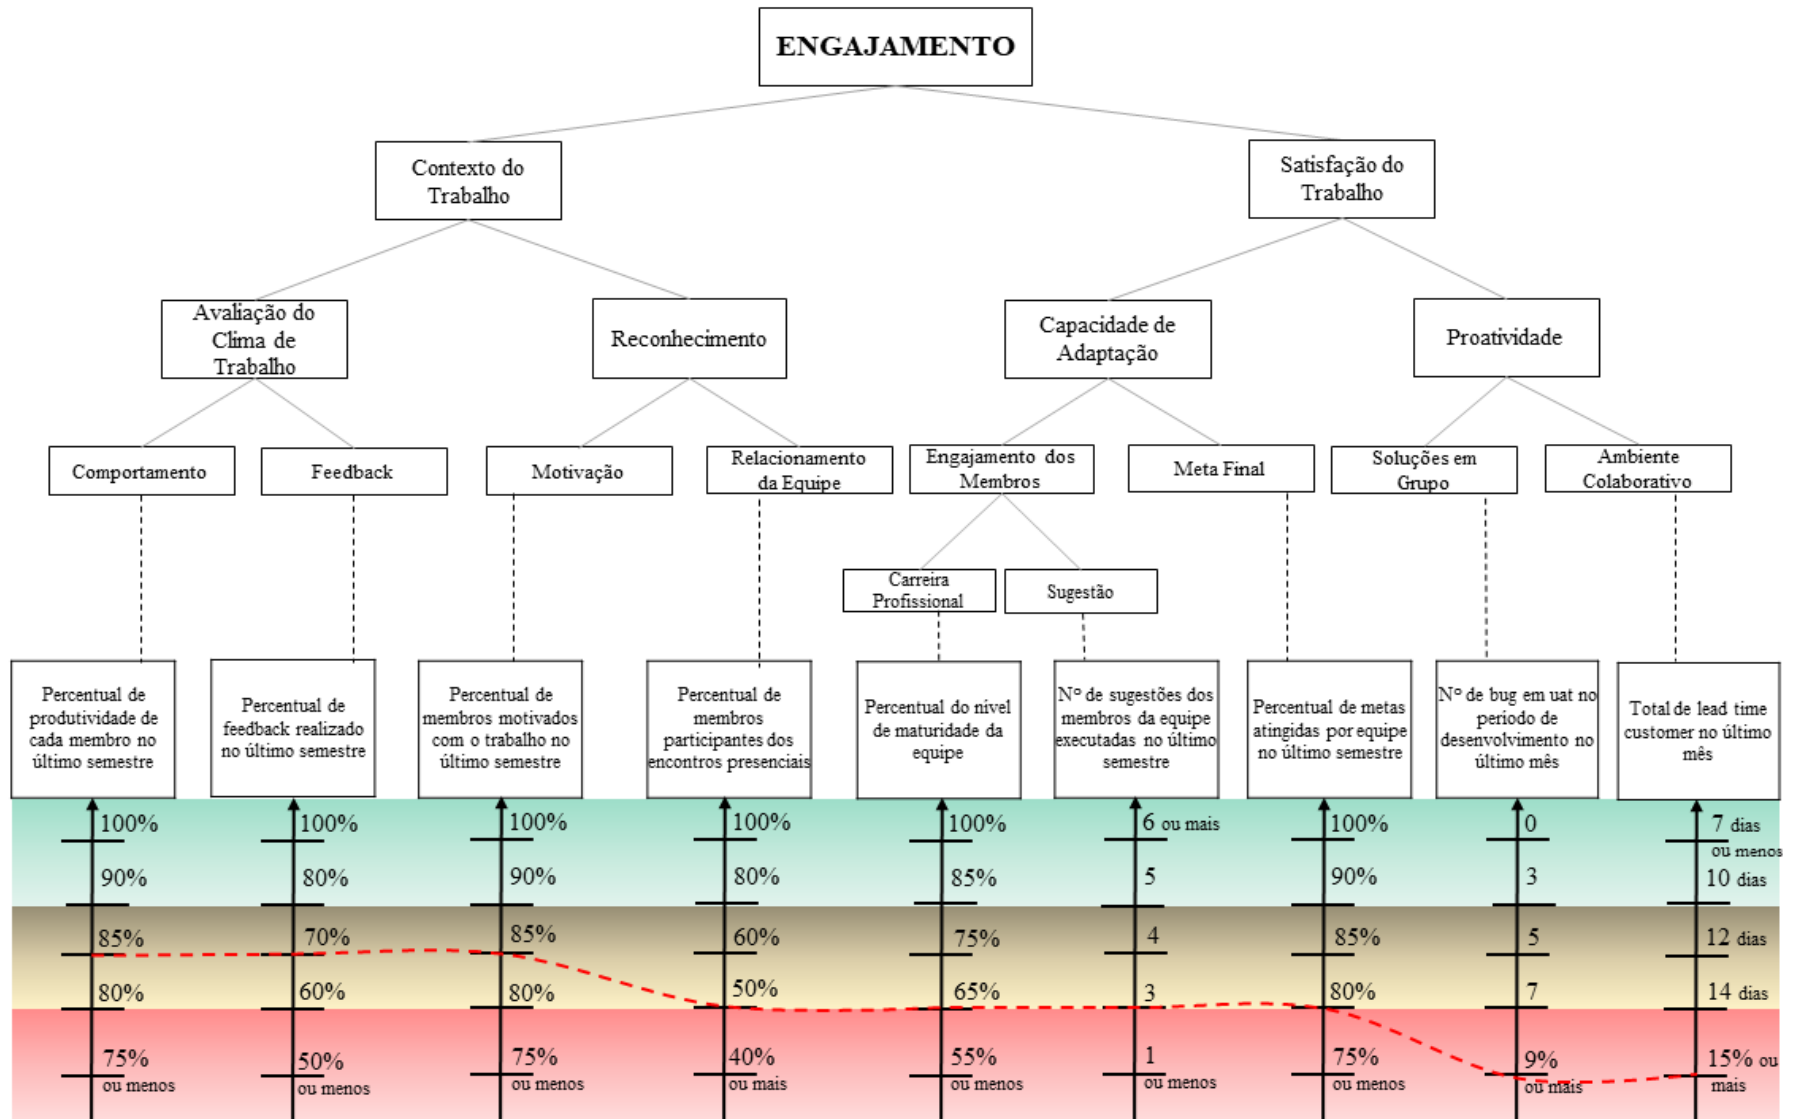 ENGAJAMENTO
Contexto do
Trabalho
Satisfação do
Trabalho
Avaliação do
Clima de
Trabalho
Reconhecimento
Capacidade de
Adaptação
Proatividade
Comportamento
Feedback
Motivação
Relacionamento
da Equipe
Engajamento dos
Membros
Meta Final
Soluções em
Grupo
Ambiente
Colaborativo
Carreira
Profissional
Sugestão
Percentual de
produtividade de
cada membro no
último semestre
Percentual de
feedback realizado
no último semestre
Percentual de
membros motivados
com o trabalho no
último semestre
Percentual de
membros
participantes dos
encontros presenciais
Percentual do nível
de maturidade da
equipe
Nº de sugestões dos
membros da equipe
executadas no último
semestre
Percentual de metas
atingidas por equipe
no último semestre
Nº de bug em uat no
período de
desenvolvimento no
último mês
Total de lead time
customer no último
mês
100% 100% 100% 100% 100% 6 ou mais 100% 0 7 dias
ou menos
90% 80% 90% 80% 85% 5 90% 3 10 dias
85% 70% 85% 60% 75% 4 85% 5 12 dias
80% 60% 80% 50% 65% 3 80% 7 14 dias
75% 50% 75% 40% 55% 1 75% 9% 15% ou
ou menos ou menos ou menos ou mais ou menos ou menos ou menos ou mais mais